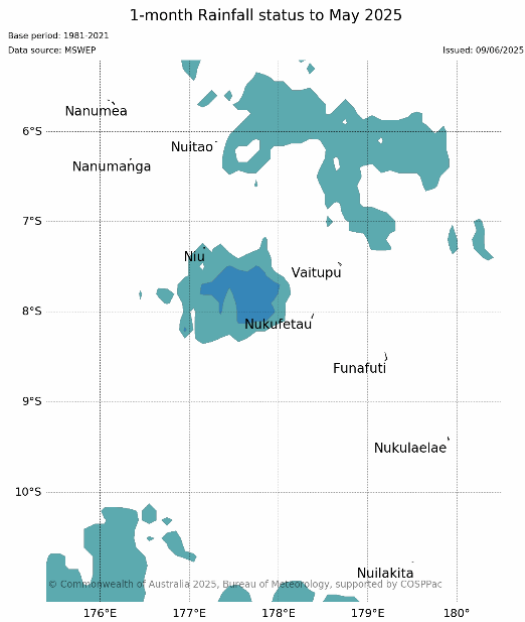 1-month Rainfall status to May 2025
Base period: 1981-2021
Data source: MSWEP
Issued: 09/06/2025
Nanumea
6°S
Nuitao
Nanumanga
7°S
Niu
Vaitupu
8°S
Nukufetau
Funafuti
9°S
Nukulaelae
10°S
Nuilakita
© Commonwealth of Australia 2025, Bureau of Meteorology, supported by COSPPac
176°E
177°E
178°E
179°E
180°